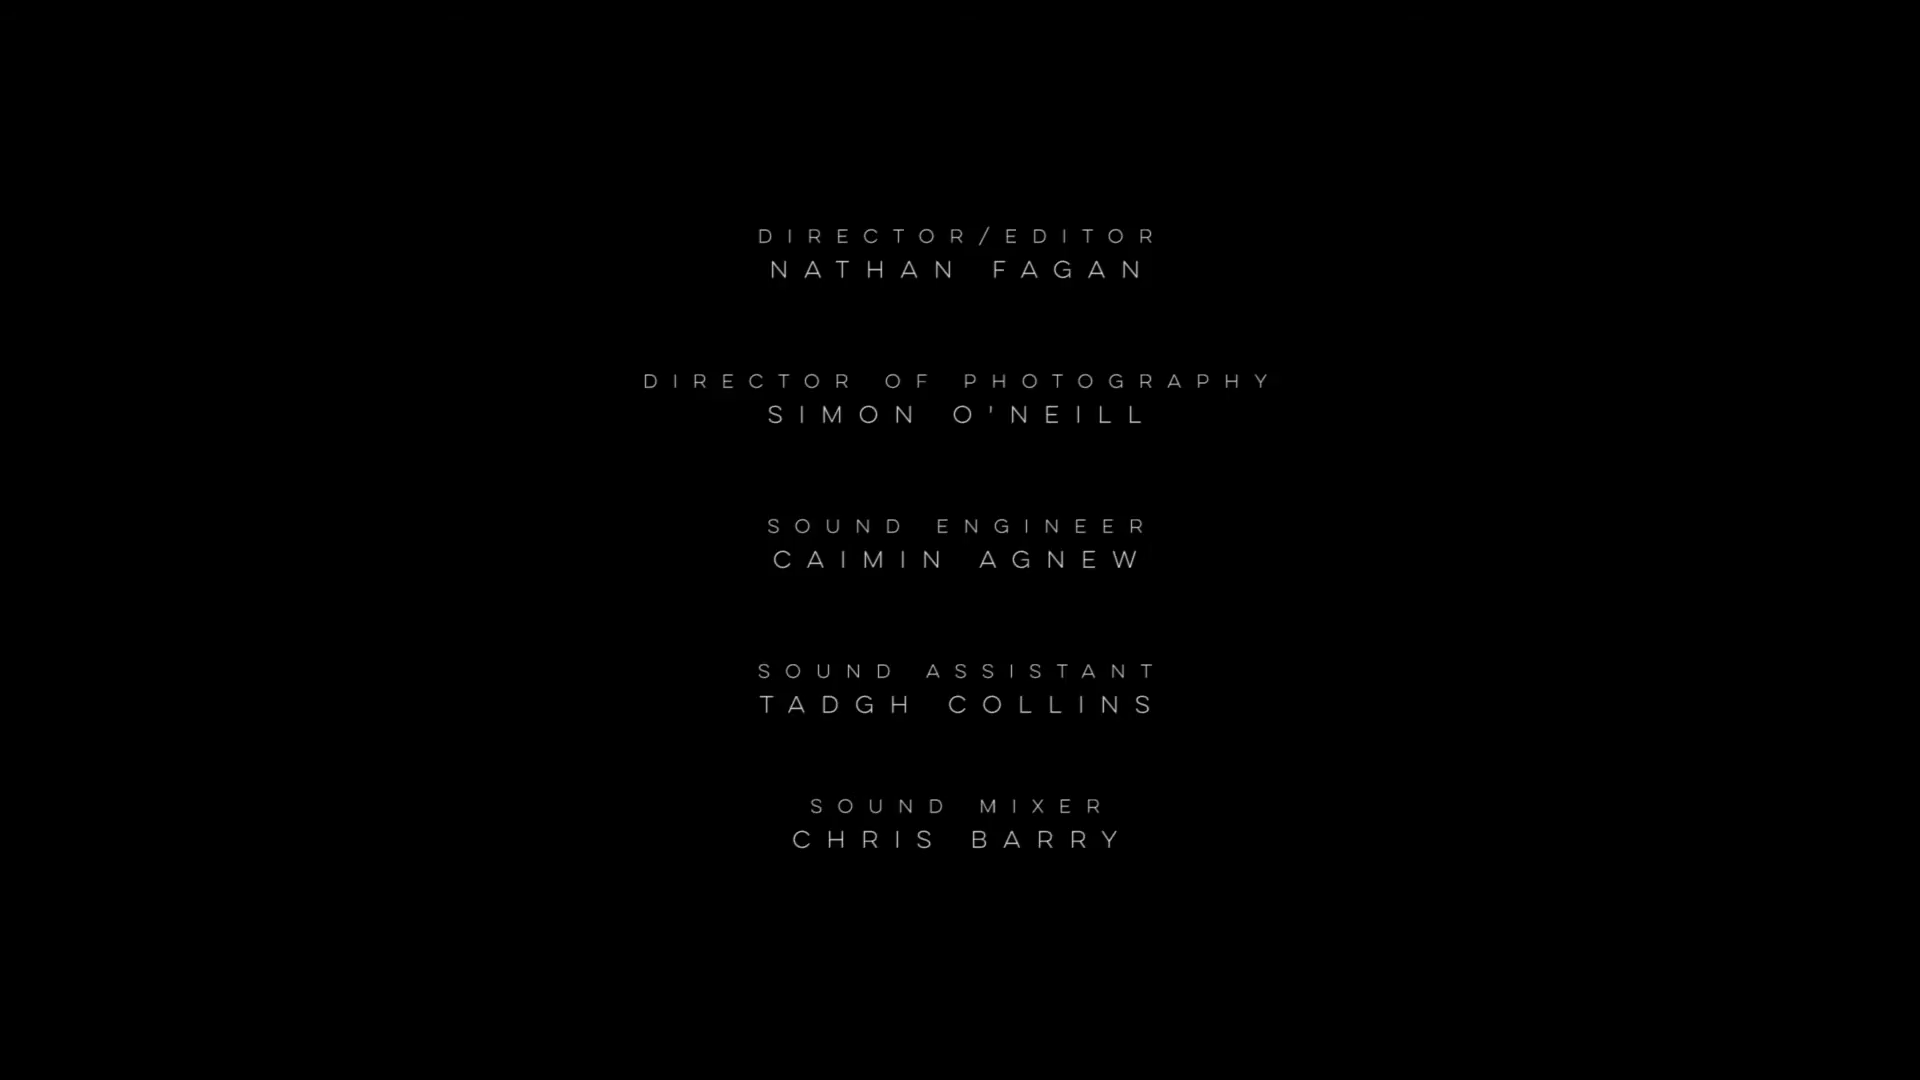 DIRECTOR/EDITOR
NATHAN FAGAN
DIRECTOR OF PHOTOGRAPHY
SIMON O'NEILL
SOUND ENGINEER
CAIMIN AGNEW
SOUND ASSISTANT
TADGH COLLINS
SOUND MIXER
CHRIS BARRY